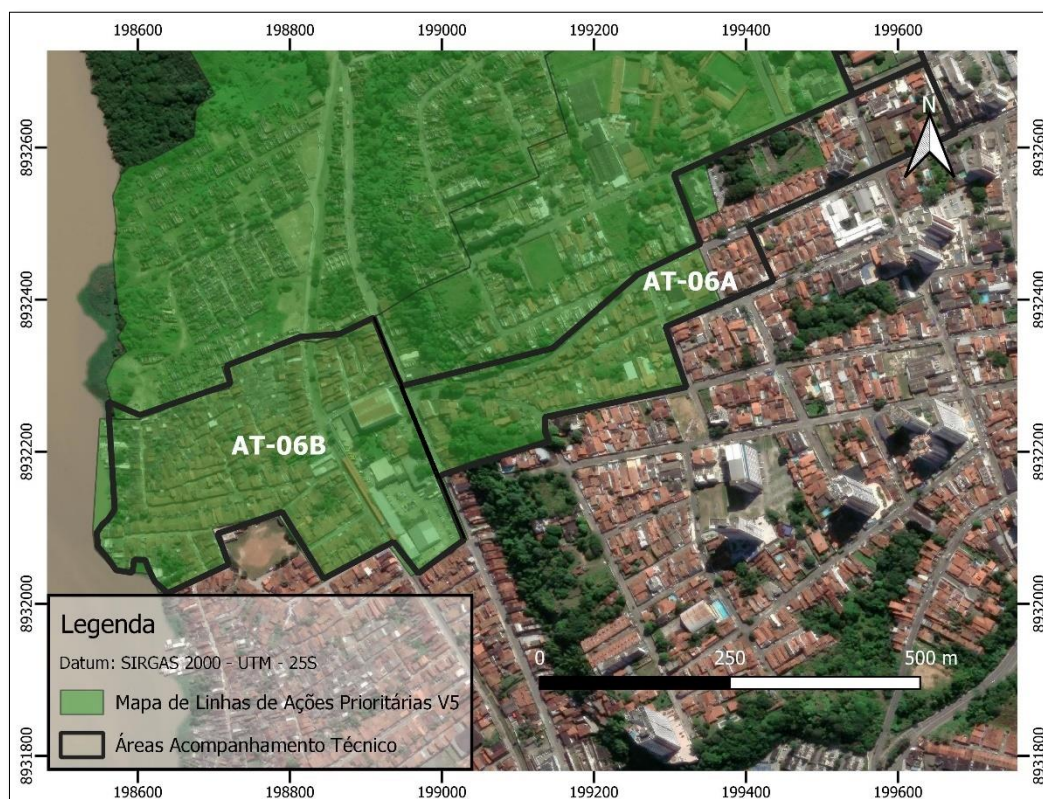 198600 198800 199000 199200 199400 199600
8932600 8932600
N
8932400 8932400
AT-06A
AT-06B
8932200 8932200
8932000 8932000
Legenda
Datum: SIRGAS 2000 - UTM - 25S
Mapa de Linhas de Ações Prioritárias V5
Áreas Acompanhamento Técnico
0 250 500 m
8931800 8931800
198600 198800 199000 199200 199400 199600